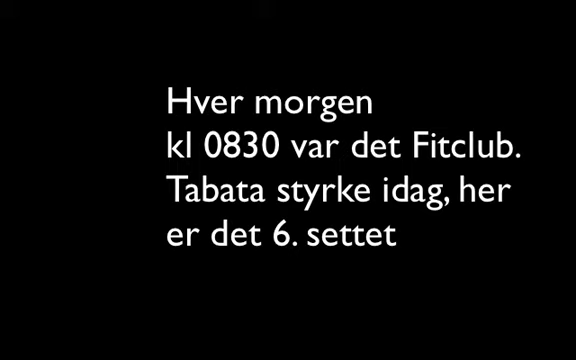 Hver morgen
kl 0830 var det Fitclub.
Tabata styrke idag, her
er det 6. settet